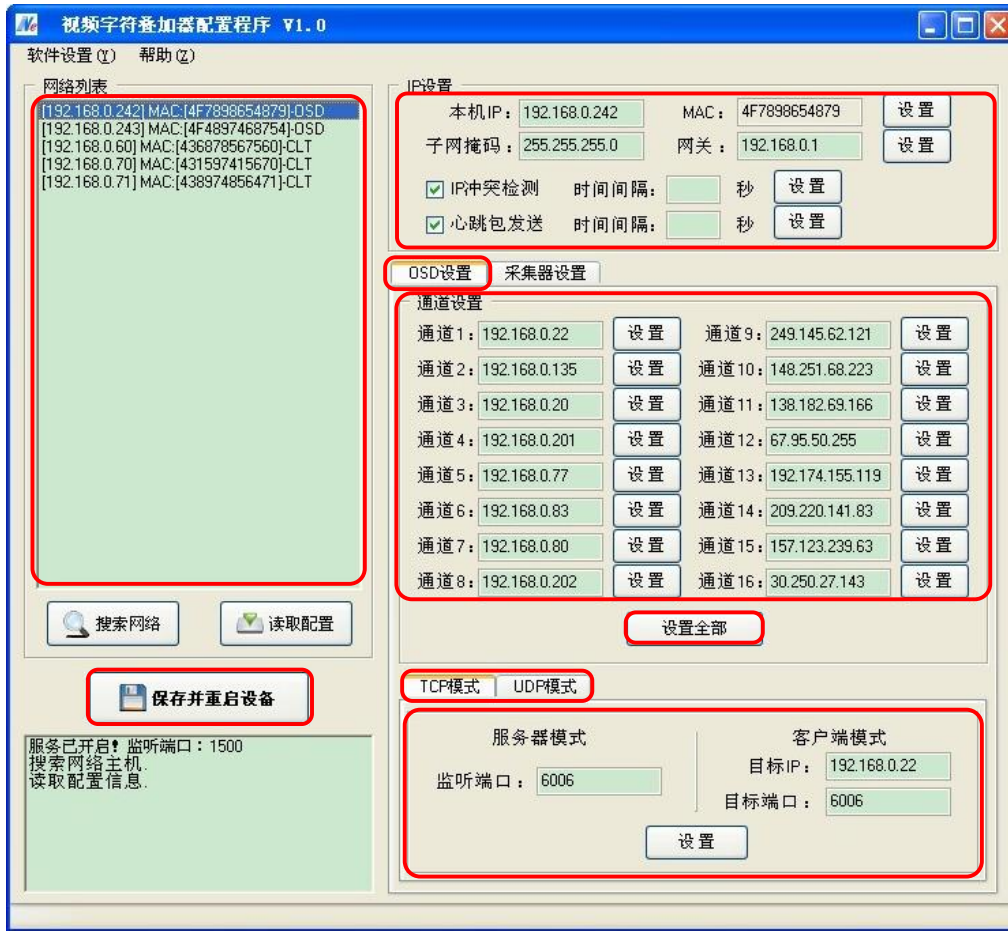 视频字符叠加器配置程序 V1.0
软件设置(Y) 帮助(Z)
网络列表
[192.168.0.242] MAC:[4F7898654879]-OSD
[192.168.0.243] MAC:[4F4897468754]-OSD
[192.168.0.60] MAC:[436878567560]-CLT
[192.168.0.70] MAC:[431597415670]-CLT
[192.168.0.71] MAC:[438974856471]-CLT
搜索网络 读取配置
保存并重启设备
服务已开启! 监听端口:1500
搜索网络主机.
读取配置信息.
IP设置
本机IP: 192.168.0.242 MAC: 4F7898654879 设置
子网掩码: 255.255.255.0 网关: 192.168.0.1 设置
IP冲突检测 时间间隔: 秒 设置
心跳包发送 时间间隔: 秒 设置
OSD设置 采集器设置
通道设置
通道1: 192.168.0.22 设置 通道9: 249.145.62.121 设置
通道2: 192.168.0.135 设置 通道10: 148.251.68.223 设置
通道3: 192.168.0.20 设置 通道11: 138.182.69.166 设置
通道4: 192.168.0.201 设置 通道12: 67.95.50.255 设置
通道5: 192.168.0.77 设置 通道13: 192.174.155.119 设置
通道6: 192.168.0.83 设置 通道14: 209.220.141.83 设置
通道7: 192.168.0.80 设置 通道15: 157.123.239.63 设置
通道8: 192.168.0.202 设置 通道16: 30.250.27.143 设置
设置全部
TCP模式 UDP模式
服务器模式 客户端模式
目标IP: 192.168.0.22
监听端口: 6006
目标端口: 6006
设置